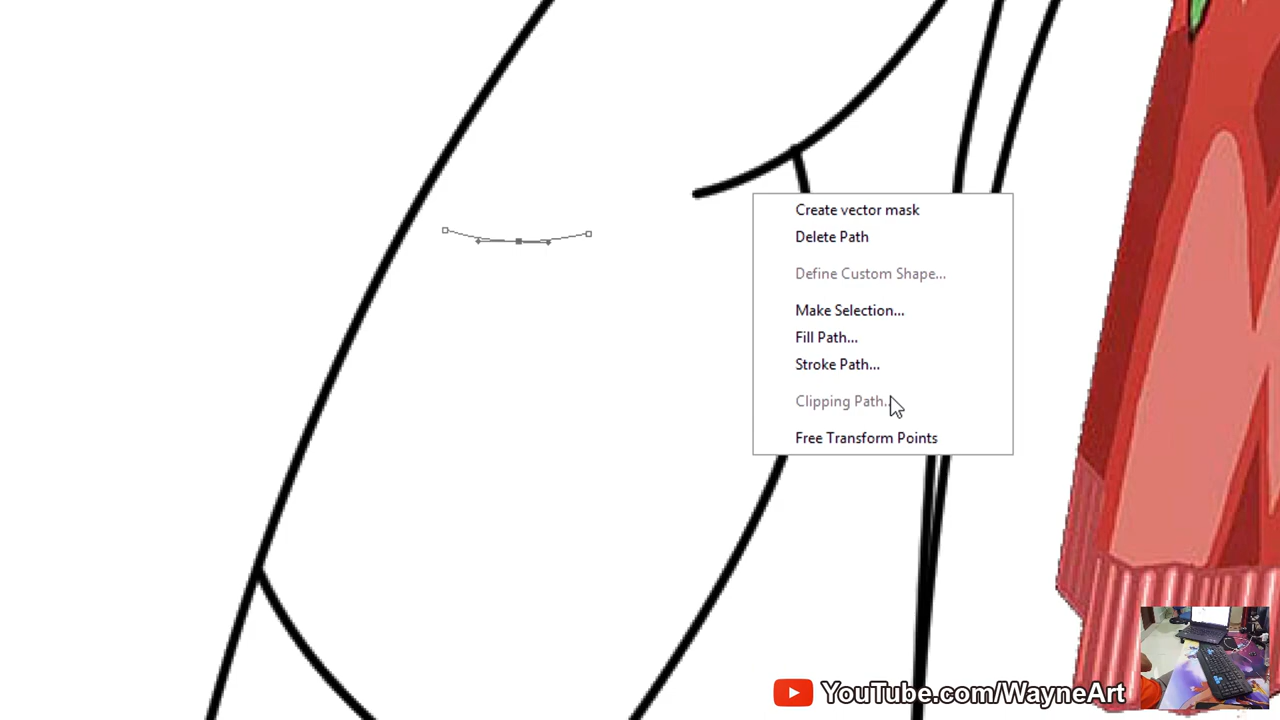 Create vector mask
Delete Path
Define Custom Shape...
Make Selection...
Fill Path...
Stroke Path...
Clipping Path...
Free Transform Points
YouTube.com/WayneArt